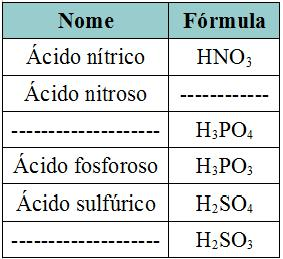 Nome Fórmula
Ácido nítrico HNO₃
Ácido nitroso ------------
-------------------- H₃PO₄
Ácido fosforoso H₃PO₃
Ácido sulfúrico H₂SO₄
-------------------- H₂SO₃